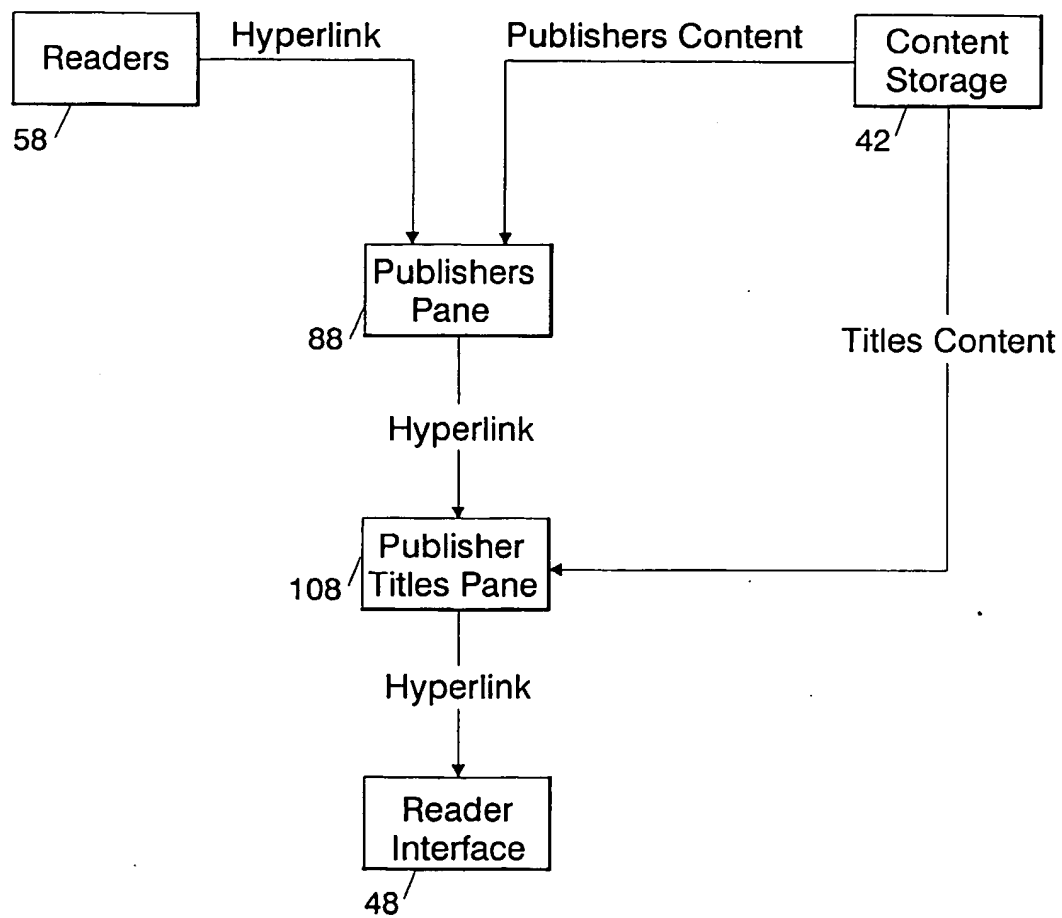 Readers
58
Hyperlink
Publishers Content
Content
Storage
42
Publishers
Pane
88
Titles Content
Hyperlink
Publisher
Titles Pane
108
Hyperlink
Reader
Interface
48